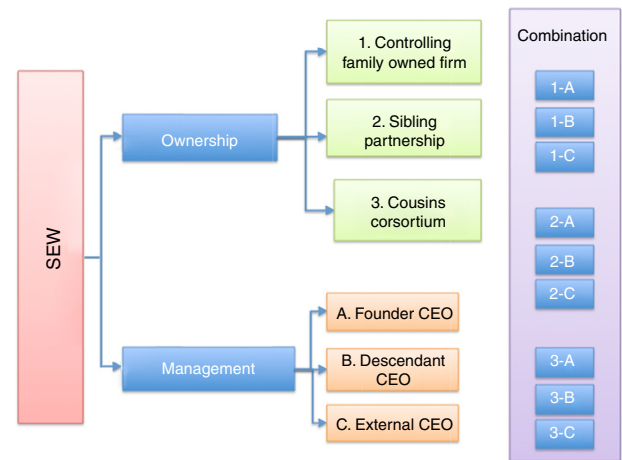 SEW
Ownership
1. Controlling
family owned firm
2. Sibling
partnership
3. Cousins
consortium
Management
A. Founder CEO
B. Descendant
CEO
C. External CEO
Combination
1-A
1-B
1-C
2-A
2-B
2-C
3-A
3-B
3-C